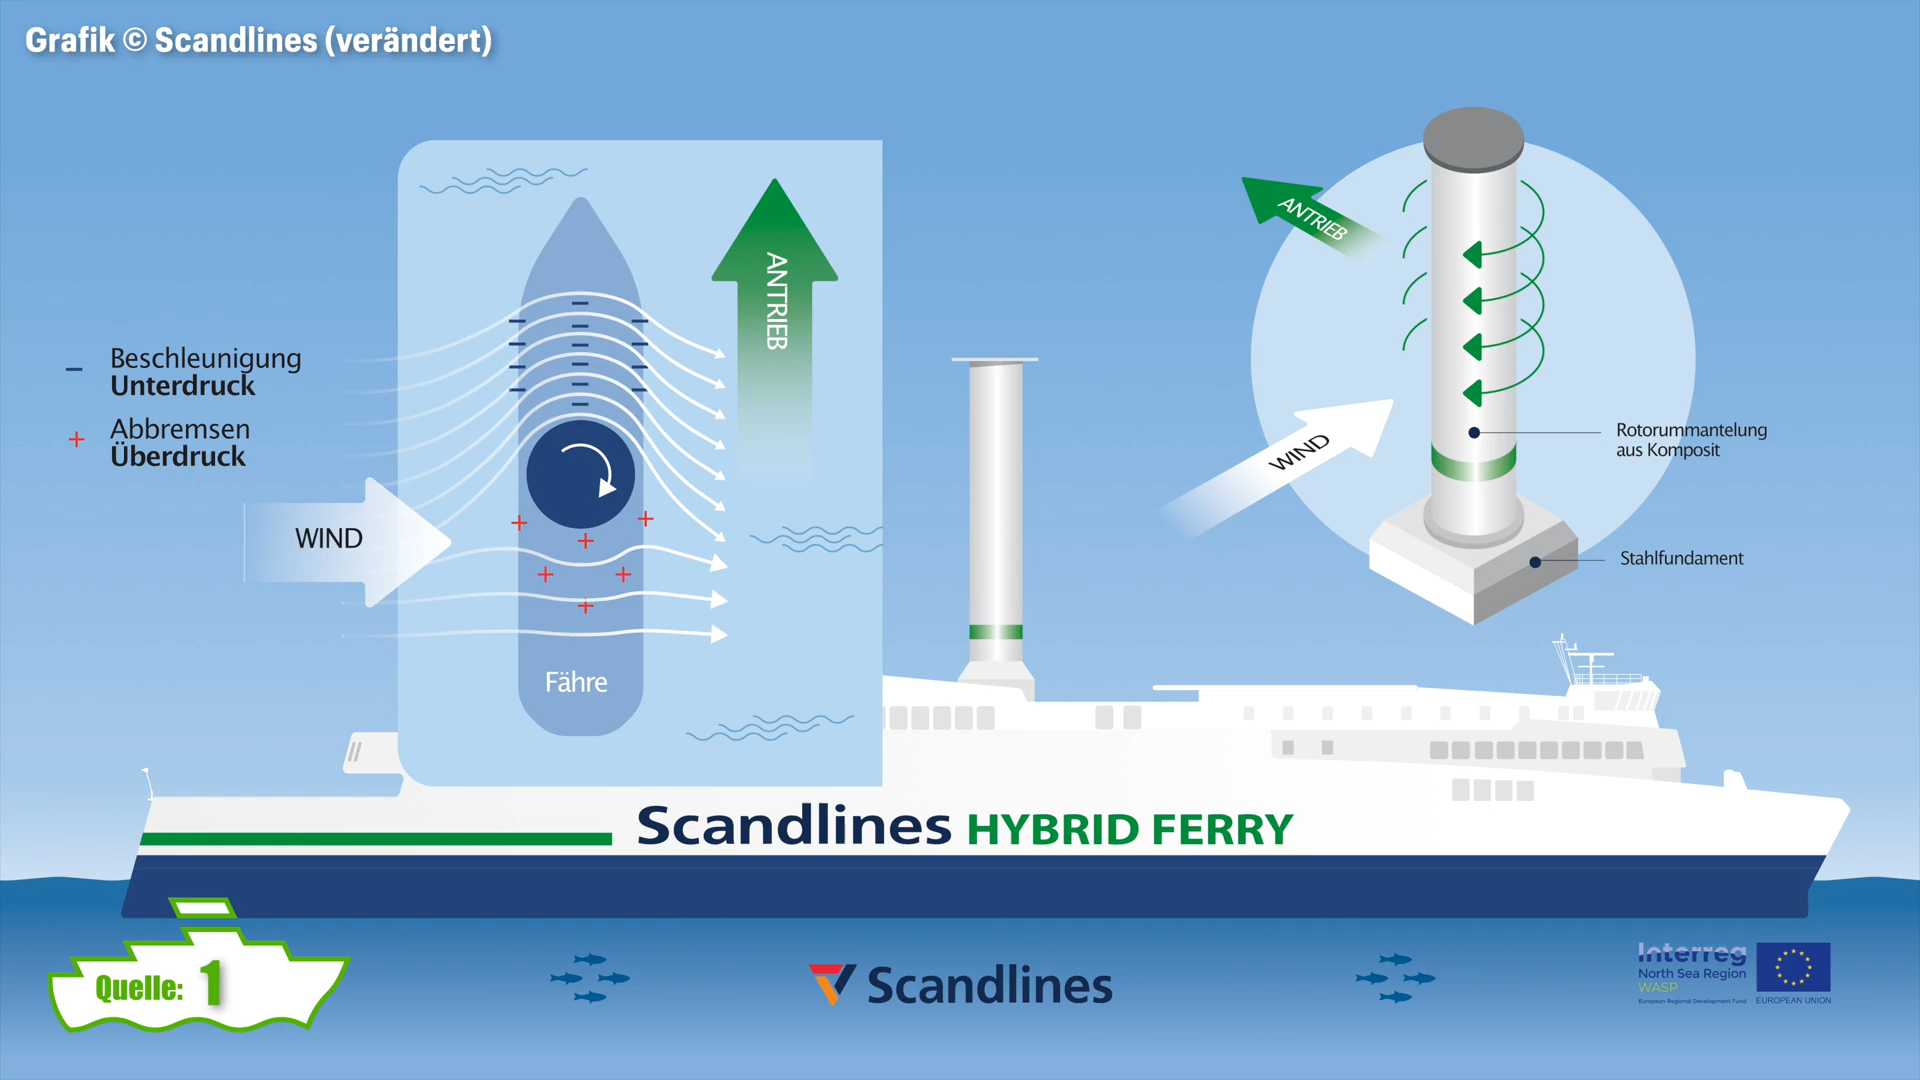 Grafik © Scandlines (verändert)
− Beschleunigung
Unterdruck
+ Abbremsen
Überdruck
WIND
ANTRIEB
Fähre
ANTRIEB
WIND
Rotorummantelung
aus Komposit
Stahlfundament
Scandlines HYBRID FERRY
Quelle: 1
Scandlines
Interreg
North Sea Region
WASP
European Regional Development Fund
EUROPEAN UNION